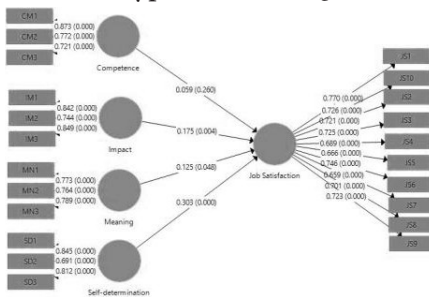 CM1
0.873 (0.000)
CM2
0.772 (0.000)
0.721 (0.000)
CM3
Competence
0.059 (0.260)
IM1
0.842 (0.000)
IM2
0.744 (0.000)
0.849 (0.000)
IM3
Impact
0.175 (0.004)
MN1
0.773 (0.000)
MN2
0.764 (0.000)
0.789 (0.000)
MN3
Meaning
0.125 (0.048)
SD1
0.845 (0.000)
SD2
0.691 (0.000)
0.812 (0.000)
SD3
Self-determination
0.303 (0.000)
Job Satisfaction
0.770 (0.000)
0.726 (0.000)
0.721 (0.000)
0.725 (0.000)
0.689 (0.000)
0.666 (0.000)
0.746 (0.000)
0.659 (0.000)
0.701 (0.000)
0.723 (0.000)
JS1
JS10
JS2
JS3
JS4
JS5
JS6
JS7
JS8
JS9